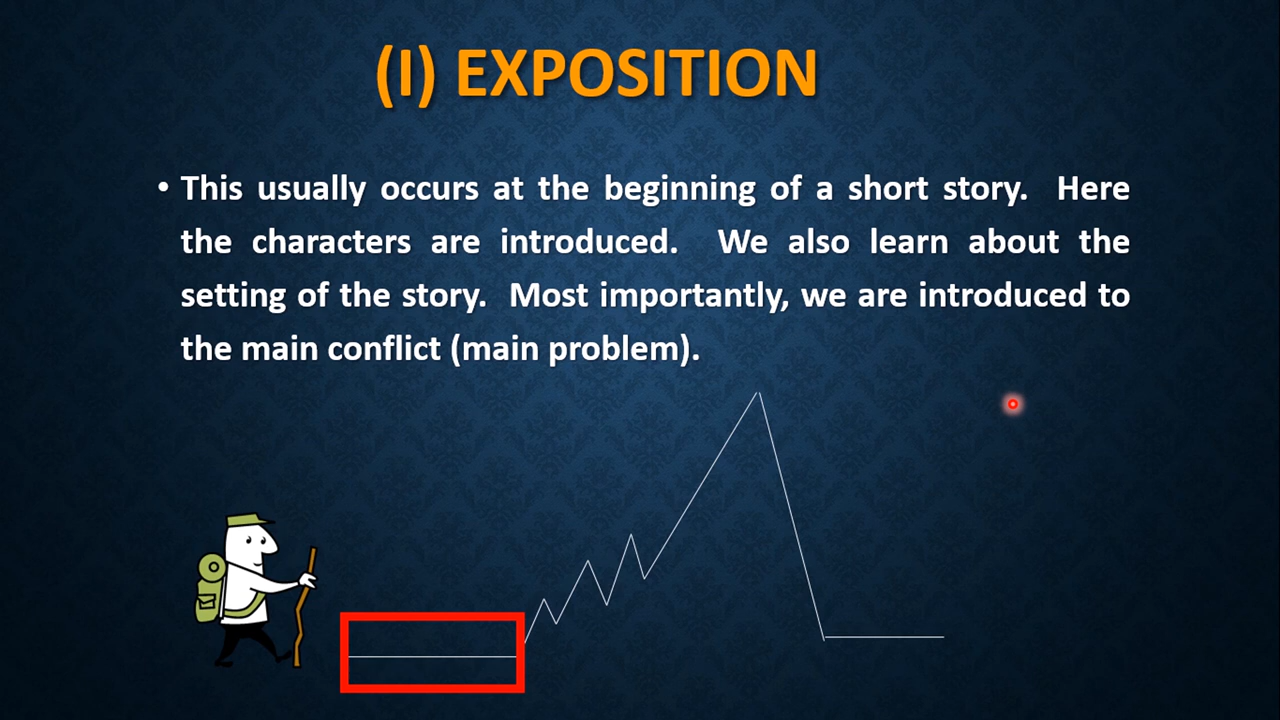 (I) EXPOSITION
• This usually occurs at the beginning of a short story. Here
the characters are introduced. We also learn about the
setting of the story. Most importantly, we are introduced to
the main conflict (main problem).